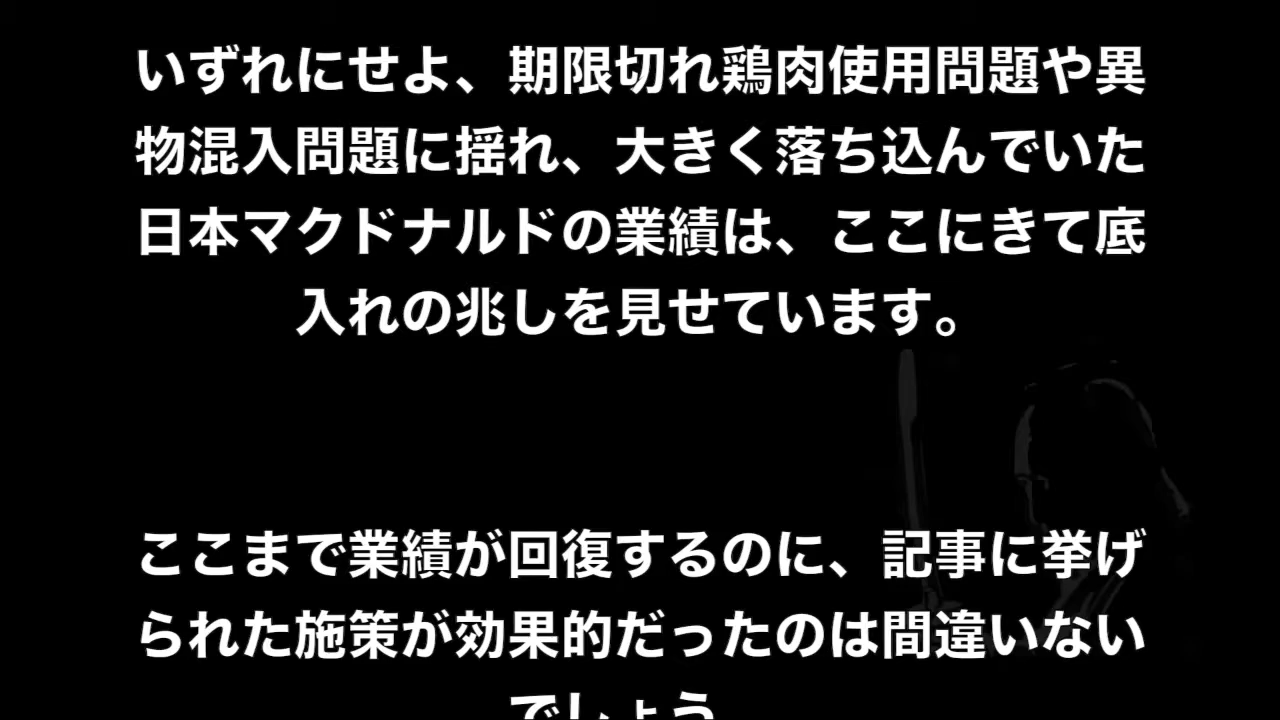 いずれにせよ、期限切れ鶏肉使用問題や異
物混入問題に揺れ、大きく落ち込んでいた
日本マクドナルドの業績は、ここにきて底
入れの兆しを見せています。
ここまで業績が回復するのに、記事に挙げ
られた施策が効果的だったのは間違いない
でしょう